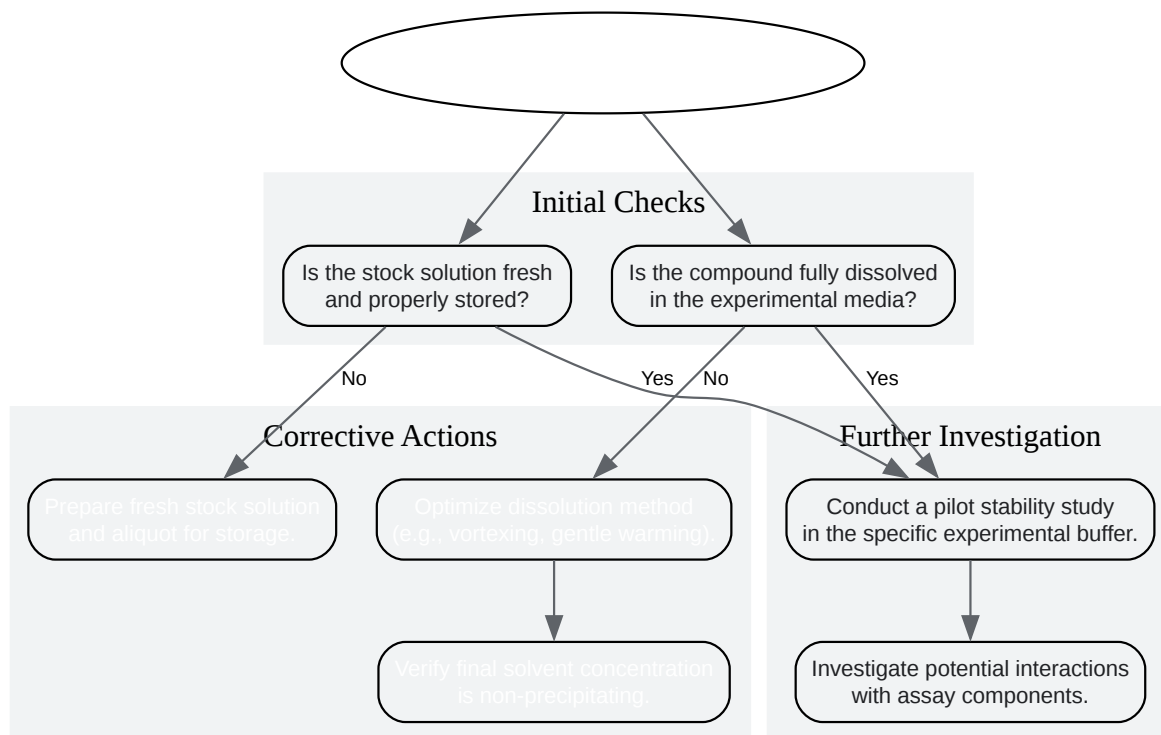 Initial Checks
Is the stock solution fresh
and properly stored?
Is the compound fully dissolved
in the experimental media?
No
Yes
No
Yes
Corrective Actions
Further Investigation
Prepare fresh stock solution
and aliquot for storage.
Optimize dissolution method
(e.g., vortexing, gentle warming).
Conduct a pilot stability study
in the specific experimental buffer.
Verify final solvent concentration
is non-precipitating.
Investigate potential interactions
with assay components.